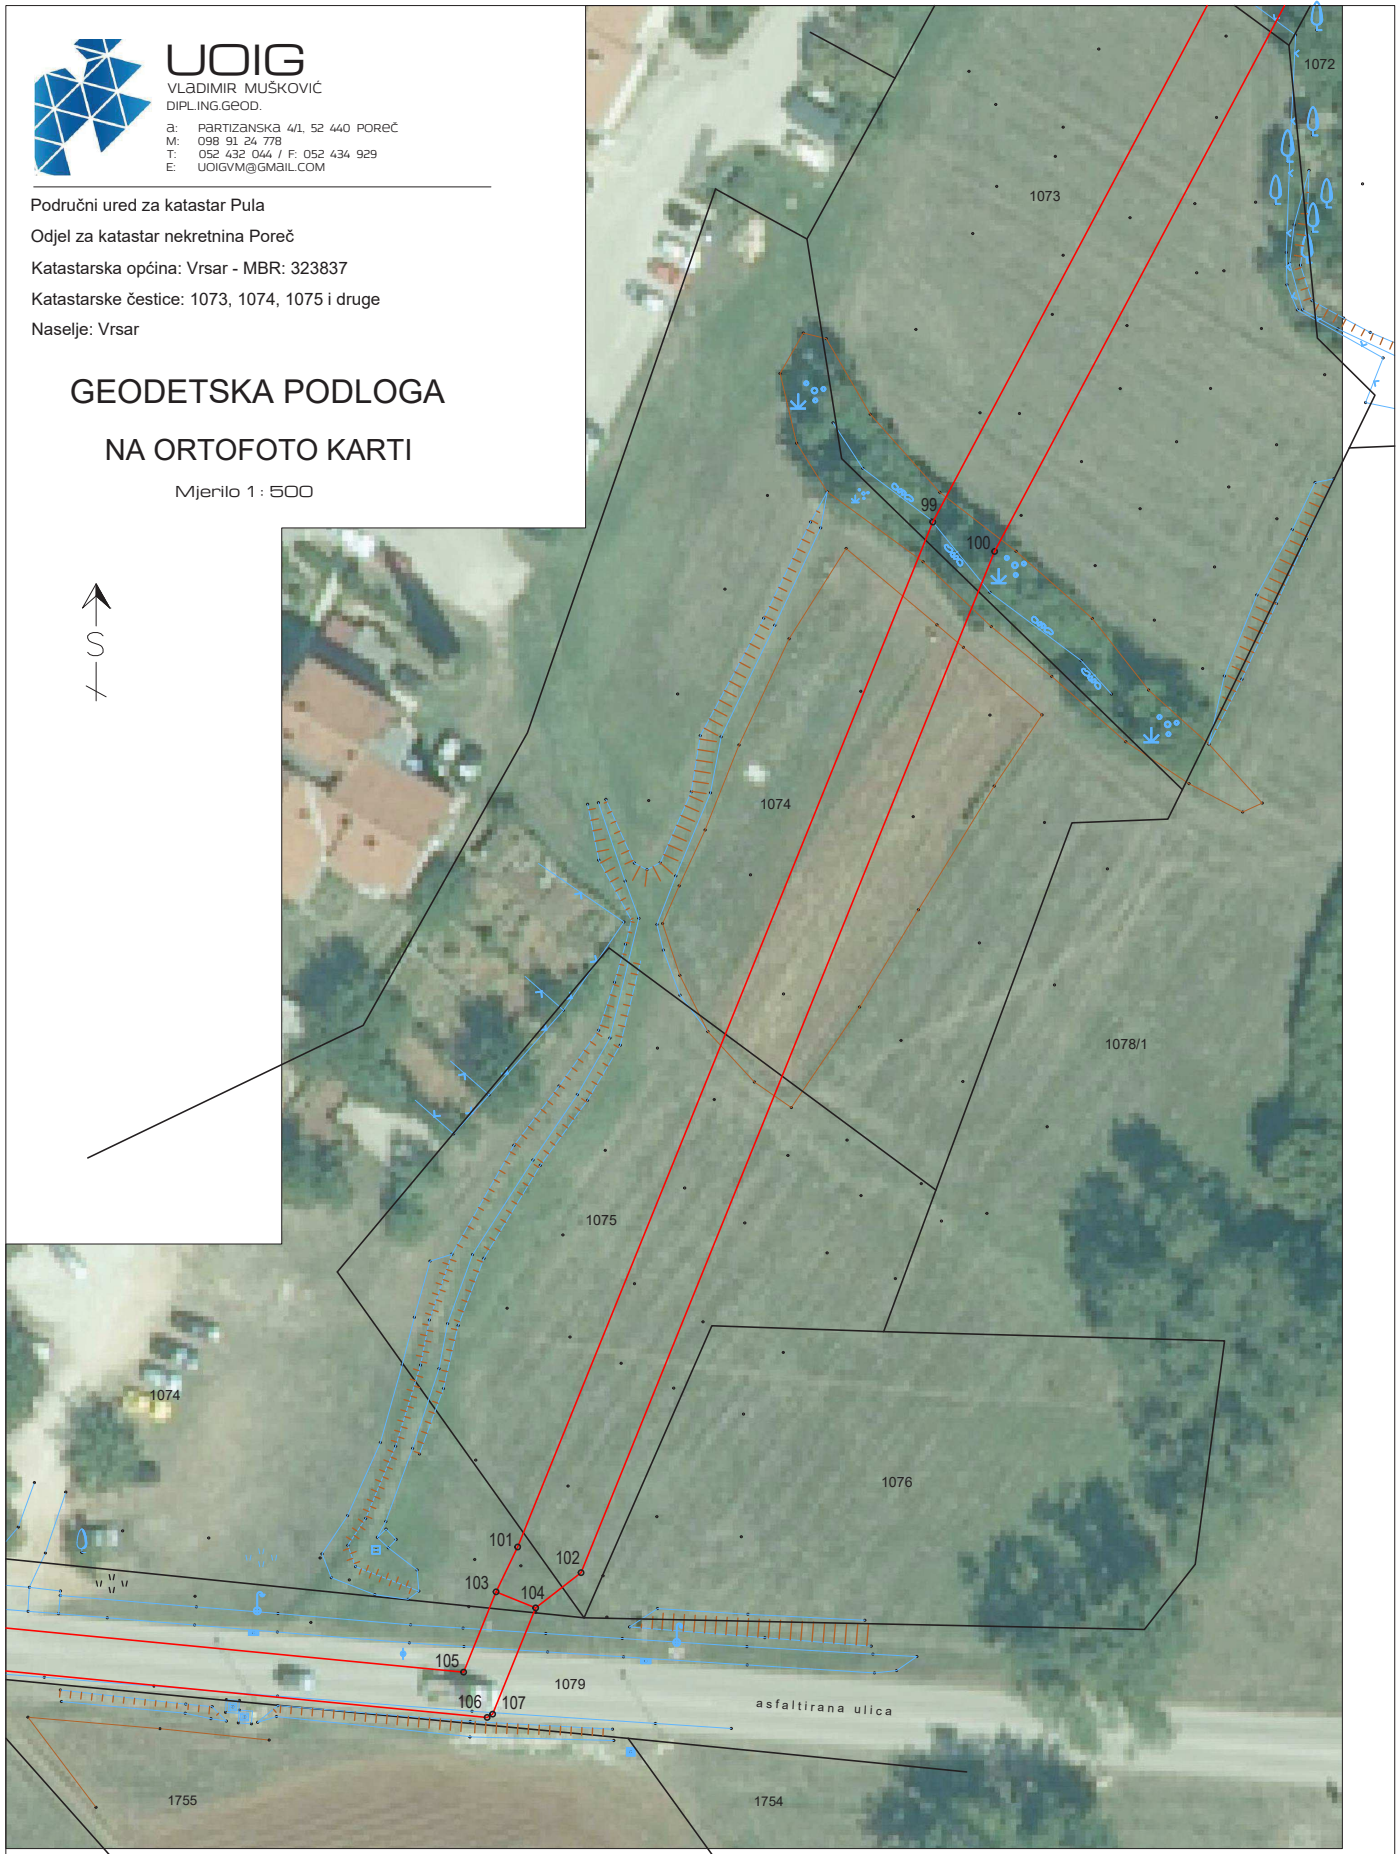 UOIG
VLADIMIR MUŠKOVIĆ
DIPL.ING.GEOD.
a: PARTIZANSKA 4/1, 52 440 POREČ
M: 098 91 24 778
T: 052 432 044 / F: 052 434 929
E: UOIGVM@GMAIL.COM
Područni ured za katastar Pula
Odjel za katastar nekretnina Poreč
Katastarska općina: Vrsar - MBR: 323837
Katastarske čestice: 1073, 1074, 1075 i druge
Naselje: Vrsar
GEODETSKA PODLOGA
NA ORTOFOTO KARTI
Mjerilo 1 : 500
S
1072
1073
99
100
1074
1078/1
1075
1074
1076
101
102
103
104
105
1079
106
107
asfaltirana ulica
1755
1754